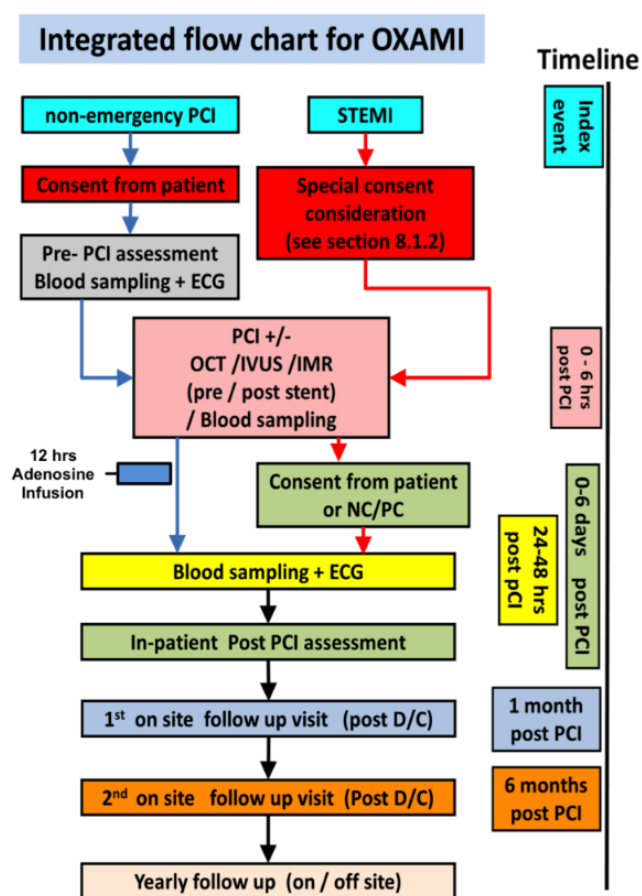 Integrated flow chart for OXAMI
Timeline
non-emergency PCI
STEMI
Index
event
Consent from patient
Special consent
consideration
(see section 8.1.2)
Pre- PCI assessment
Blood sampling + ECG
PCI +/-
OCT /IVUS /IMR
(pre / post stent)
/ Blood sampling
0 - 6 hrs
post PCI
12 hrs
Adenosine
Infusion
Consent from patient
or NC/PC
0-6 days post PCI
24-48 hrs
post pCI
Blood sampling + ECG
In-patient Post PCI assessment
1st on site follow up visit (post D/C)
1 month
post PCI
2nd on site follow up visit (Post D/C)
6 months
post PCI
Yearly follow up (on / off site)